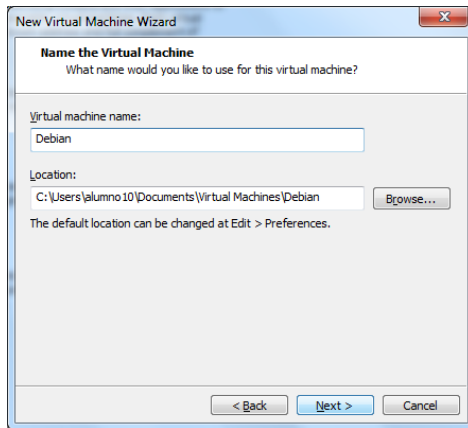 New Virtual Machine Wizard
Name the Virtual Machine
What name would you like to use for this virtual machine?
Virtual machine name:
Debian
Location:
C:\Users\alumno10\Documents\Virtual Machines\Debian
Browse...
The default location can be changed at Edit > Preferences.
< Back Next > Cancel